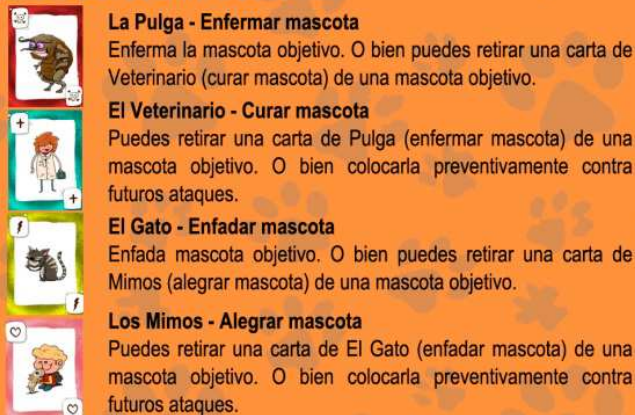 La Pulga - Enfermar mascota
Enferma la mascota objetivo. O bien puedes retirar una carta de
Veterinario (curar mascota) de una mascota objetivo.
El Veterinario - Curar mascota
Puedes retirar una carta de Pulga (enfermar mascota) de una
mascota objetivo. O bien colocarla preventivamente contra
futuros ataques.
El Gato - Enfadar mascota
Enfada mascota objetivo. O bien puedes retirar una carta de
Mimos (alegrar mascota) de una mascota objetivo.
Los Mimos - Alegrar mascota
Puedes retirar una carta de El Gato (enfadar mascota) de una
mascota objetivo. O bien colocarla preventivamente contra
futuros ataques.